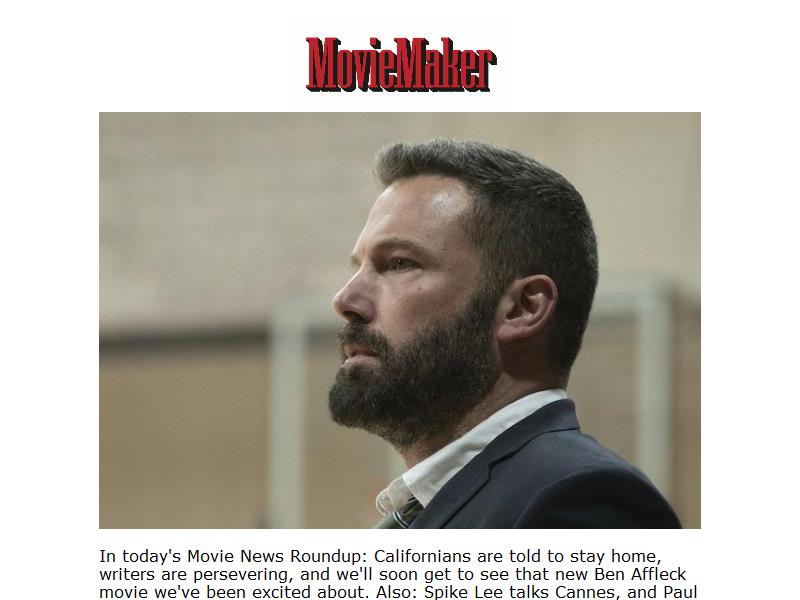 MovieMaker
In today's Movie News Roundup: Californians are told to stay home,
writers are persevering, and we'll soon get to see that new Ben Affleck
movie we've been excited about. Also: Spike Lee talks Cannes, and Paul